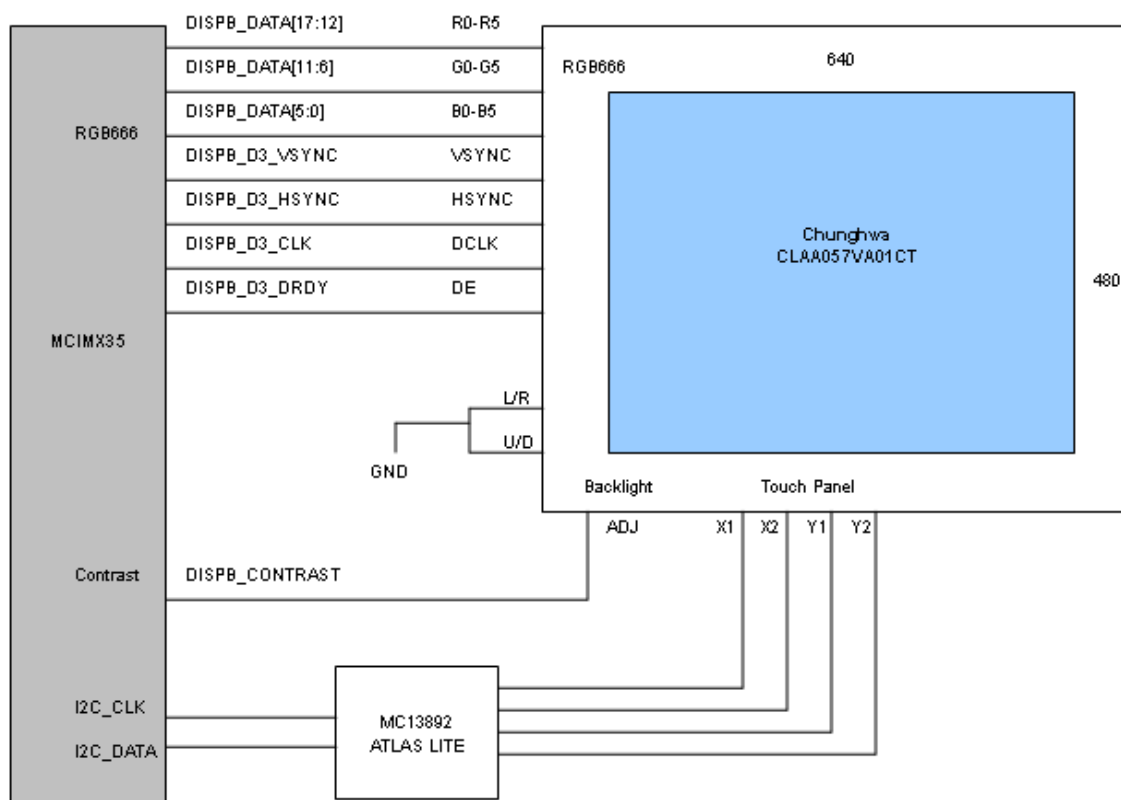 DISPB_DATA[17:12] R0-R5
DISPB_DATA[11:6] G0-G5
DISPB_DATA[5:0] B0-B5
DISPB_D3_VSYNC VSYNC
DISPB_D3_HSYNC HSYNC
DISPB_D3_CLK DCLK
DISPB_D3_DRDY DE
RGB666
MCIMX35
RGB666
640
480
Chunghwa
CLAA057VA01CT
L/R
U/D
GND
Backlight
Touch Panel
ADJ
X1 X2 Y1 Y2
Contrast
DISPB_CONTRAST
I2C_CLK
I2C_DATA
MC13892
ATLAS LITE